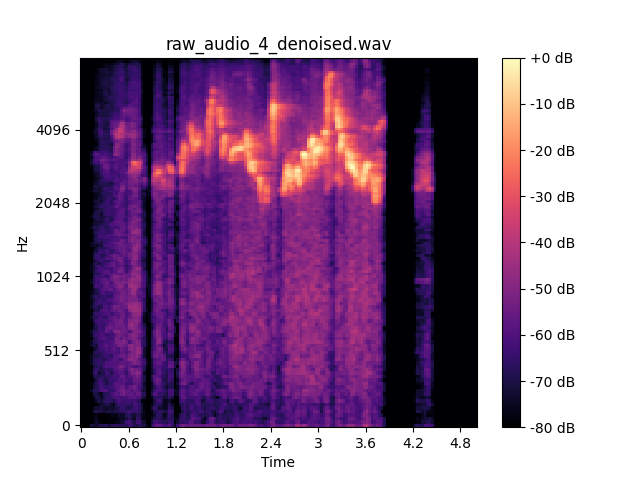 raw_audio_4_denoised.wav
+0 dB
4096
-10 dB
-20 dB
2048
-30 dB
Hz
-40 dB
1024
-50 dB
512
-60 dB
-70 dB
0
-80 dB
0 0.6 1.2 1.8 2.4 3 3.6 4.2 4.8
Time